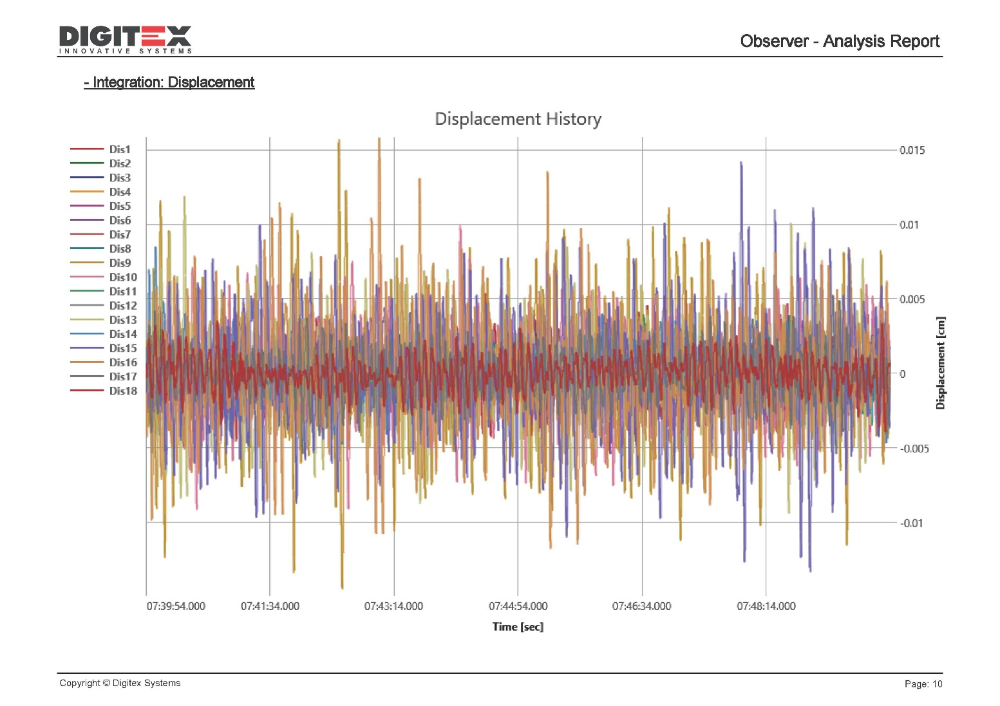 DIGITEX
INNOVATIVE SYSTEMS
Observer - Analysis Report
- Integration: Displacement
Displacement History
Dis1
Dis2
Dis3
Dis4
Dis5
Dis6
Dis7
Dis8
Dis9
Dis10
Dis11
Dis12
Dis13
Dis14
Dis15
Dis16
Dis17
Dis18
0.015
0.01
0.005
0
-0.005
-0.01
Displacement [cm]
07:39:54.000 07:41:34.000 07:43:14.000 07:44:54.000 07:46:34.000 07:48:14.000
Time [sec]
Copyright © Digitex Systems
Page: 10